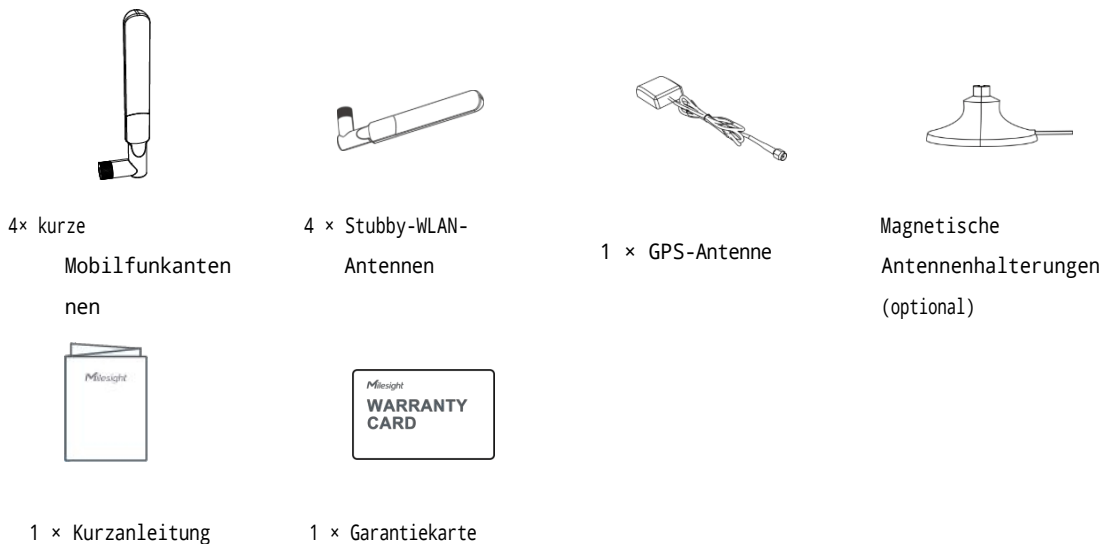 4× kurze
Mobilfunkanten
nen
4 × Stubby-WLAN-
Antennen
1 × GPS-Antenne
Magnetische
Antennenhalterungen
(optional)
Milesight
Milesight
WARRANTY
CARD
1 × Kurzanleitung
1 × Garantiekarte